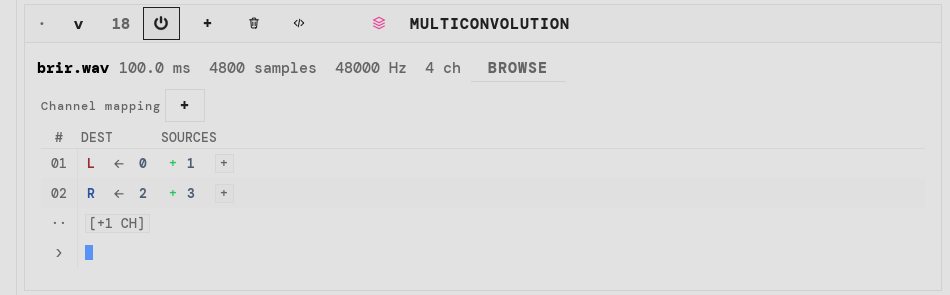 · v 18 + </> MULTICONVOLUTION
brir.wav 100.0 ms 4800 samples 48000 Hz 4 ch BROWSE
Channel mapping +
# DEST SOURCES
01 L ← 0 + 1 +
02 R ← 2 + 3 +
·· [+1 CH]
›